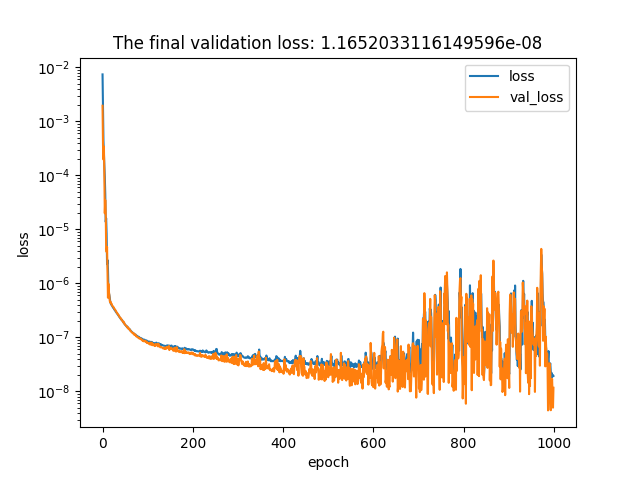 The final validation loss: 1.1652033116149596e-08
loss
val_loss
10⁻²
10⁻³
10⁻⁴
10⁻⁵
10⁻⁶
10⁻⁷
10⁻⁸
loss
0 200 400 600 800 1000
epoch